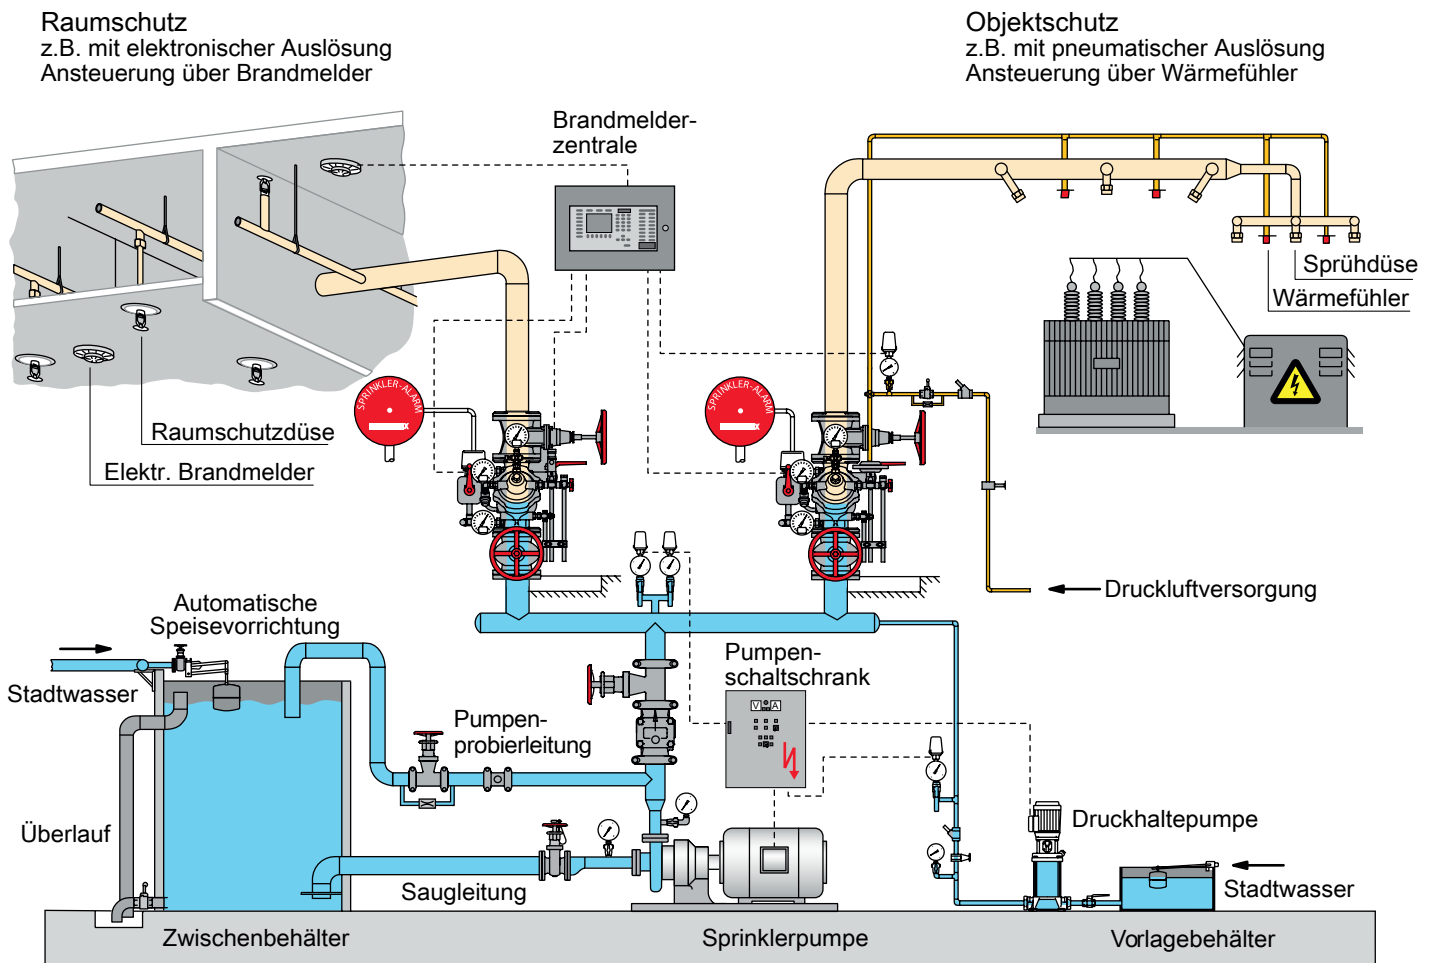 Raumschutz
z.B. mit elektronischer Auslösung
Ansteuerung über Brandmelder
Objektschutz
z.B. mit pneumatischer Auslösung
Ansteuerung über Wärmefühler
Brandmelder-
zentrale
Sprühdüse
Wärmefühler
SPRINKLER-ALARM
SPRINKLER-ALARM
Raumschutzdüse
Elektr. Brandmelder
Druckluftversorgung
Automatische
Speisevorrichtung
Stadtwasser
Pumpen-
schaltschrank
V A
Pumpen-
probierleitung
Überlauf
Druckhaltepumpe
Saugleitung
Stadtwasser
Zwischenbehälter
Sprinklerpumpe
Vorlagebehälter